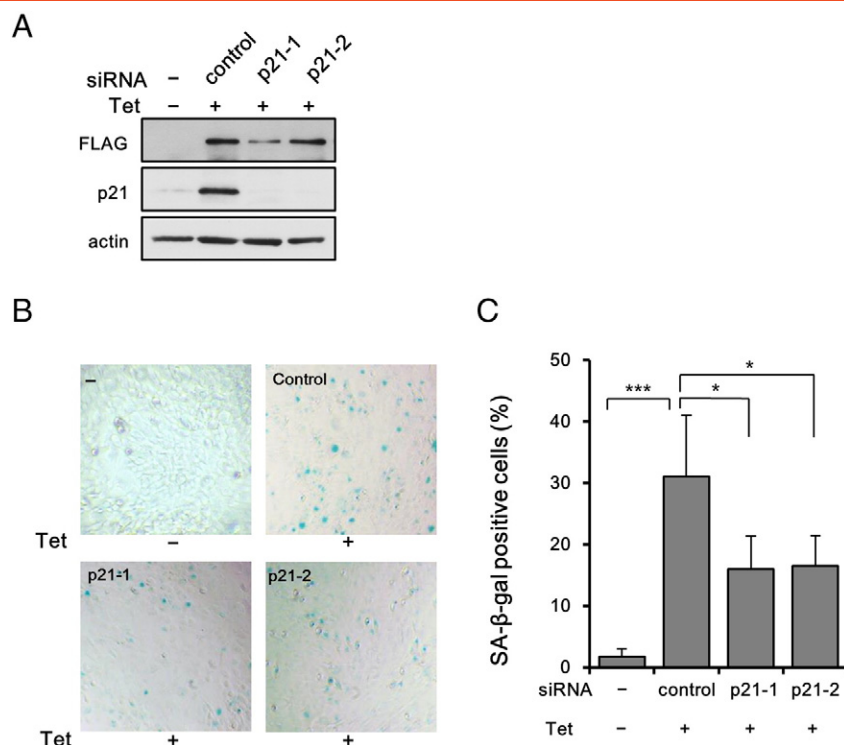 A
siRNA – control p21-1 p21-2
Tet – + + +
FLAG
p21
actin
B
–
Control
Tet – +
p21-1
p21-2
Tet + +
C
SA-β-gal positive cells (%)
50
40
30
20
10
0
***
*
*
siRNA – control p21-1 p21-2
Tet – + + +